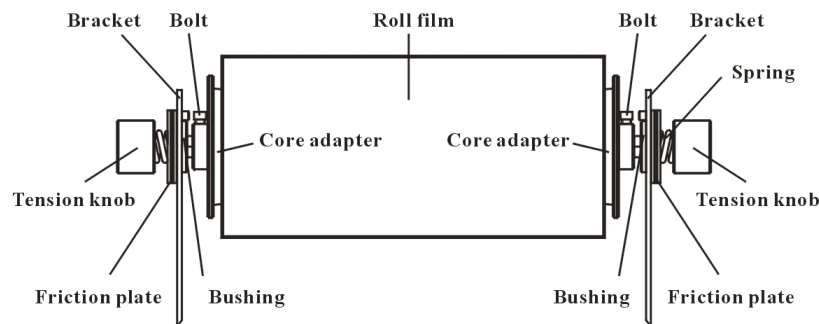 Bracket Bolt Roll film Bolt Bracket
Spring
Core adapter Core adapter
Tension knob Tension knob
Friction plate Bushing Bushing Friction plate